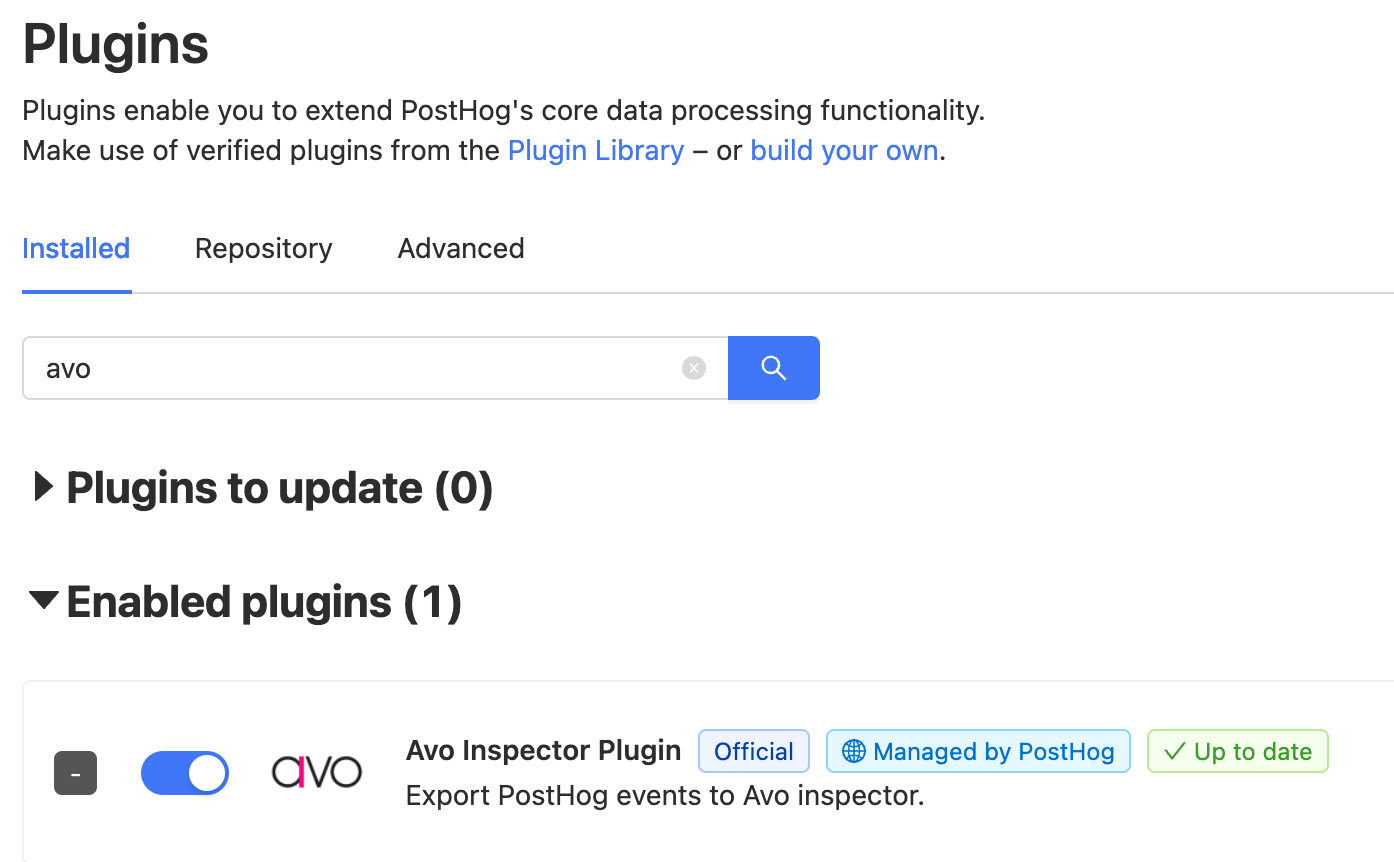 Plugins
Plugins enable you to extend PostHog's core data processing functionality.
Make use of verified plugins from the Plugin Library – or build your own.
Installed Repository Advanced
avo
Plugins to update (0)
Enabled plugins (1)
- avo Avo Inspector Plugin Official Managed by PostHog Up to date
Export PostHog events to Avo inspector.